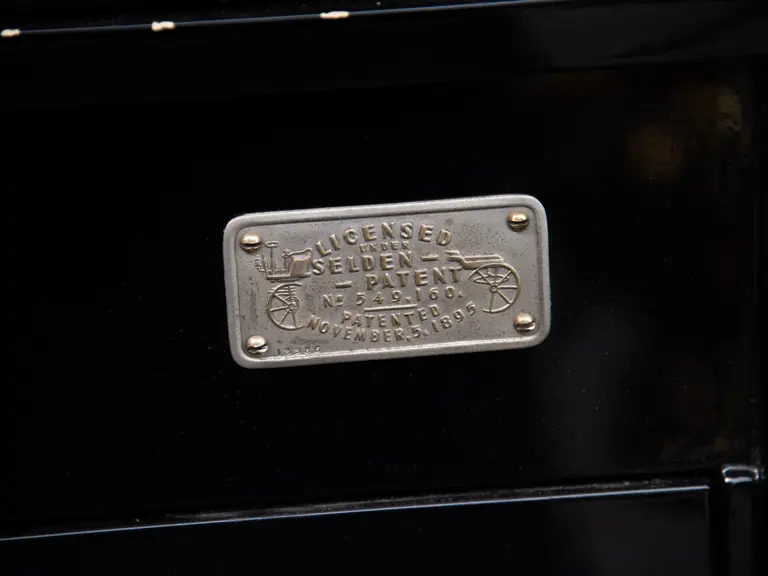 LICENSED
UNDER
SELDEN —
— PATENT
No 549,160.
PATENTED
NOVEMBER, 5, 1895